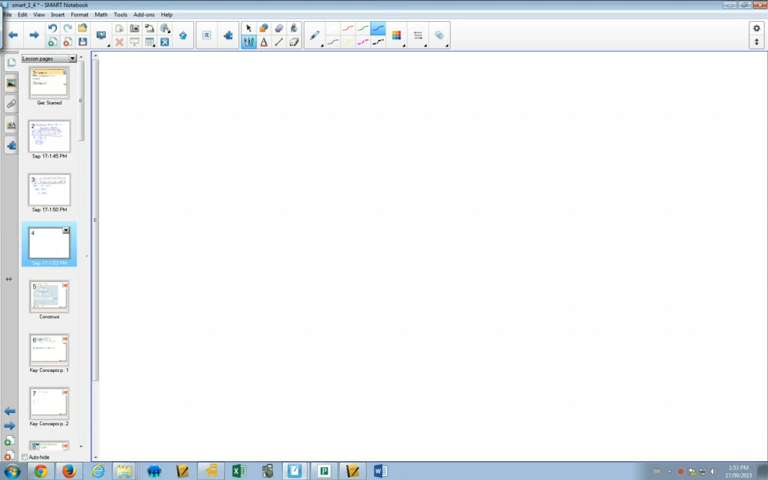 smart_1_4 * - SMART Notebook
File Edit View Insert Format Math Tools Add-ons Help
Lesson pages
Get Started
2
Sep 17-1:45 PM
3
Sep 17-1:50 PM
4
Sep 17-1:53 PM
5
Construct
6
Key Concepts p. 1
7
Key Concepts p. 2
Auto-hide
1:53 PM
17/09/2015